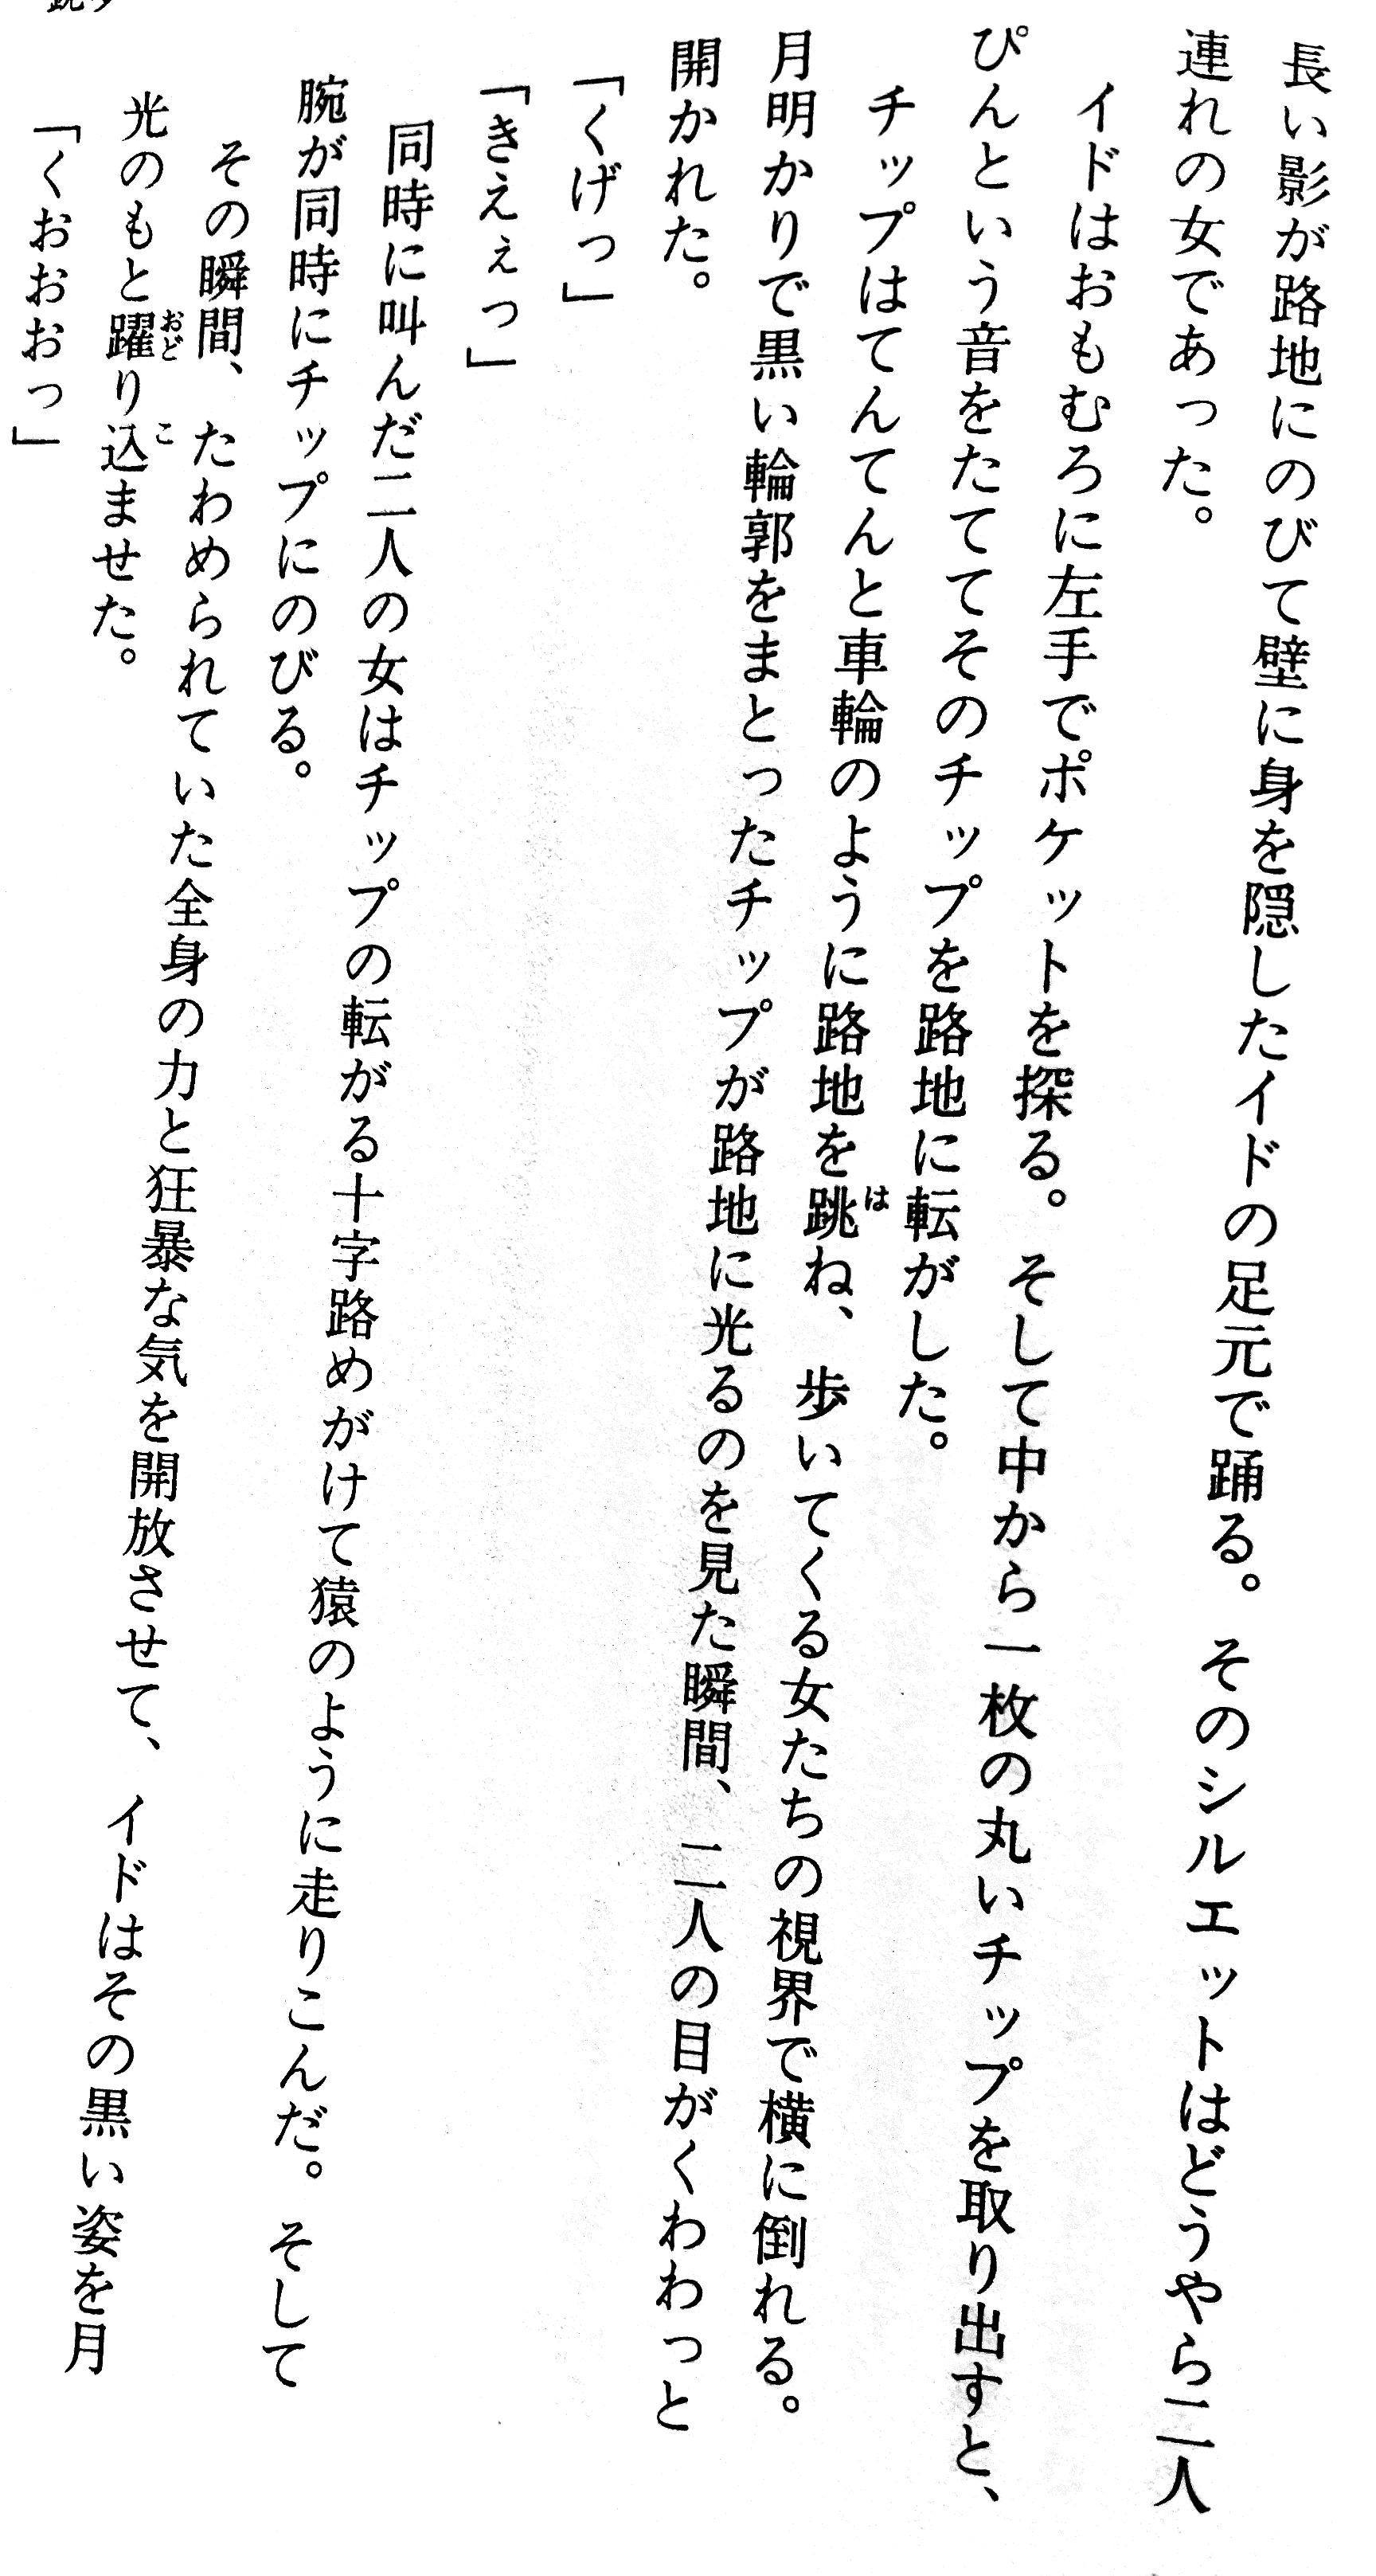 長い影が路地にのびて壁に身を隠したイドの足元で踊る。そのシルエットはどうやら二人
連れの女であった。
イドはおもむろに左手でポケットを探る。そして中から一枚の丸いチップを取り出すと、
ぴんという音をたててそのチップを路地に転がした。
チップはてんてんと車輪のように路地を跳ね、歩いてくる女たちの視界で横に倒れる。
月明かりで黒い輪郭をまとったチップが路地に光るのを見た瞬間、二人の目がくわわっと
開かれた。
「くげっ」
「きえぇっ」
同時に叫んだ二人の女はチップの転がる十字路めがけて猿のように走りこんだ。そして
腕が同時にチップにのびる。
その瞬間、たわめられていた全身の力と狂暴な気を開放させて、イドはその黒い姿を月
光のもと躍り込ませた。
「くおおおっ」